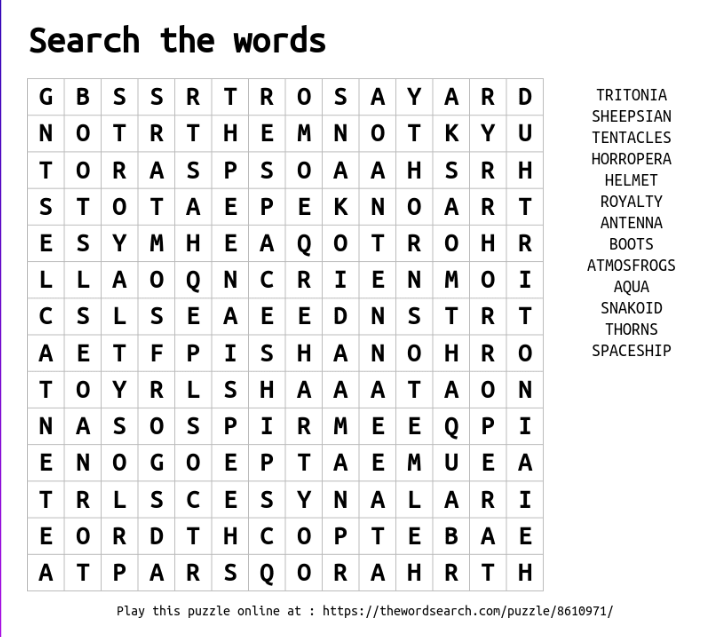 Search the words
G B S S R T R O S A Y A R D
N O T R T H E M N O T K Y U
T O R A S P S O A A H S R H
S T O T A E P E K N O A R T
E S Y M H E A Q O T R O H R
L L A O Q N C R I E N M O I
C S L S E A E E D N S T R T
A E T F P I S H A N O H R O
T O Y R L S H A A A T A O N
N A S O S P I R M E E Q P I
E N O G O E P T A E M U E A
T R L S C E S Y N A L A R I
E O R D T H C O P T E B A E
A T P A R S Q O R A H R T H
TRITONIA
SHEEPSIAN
TENTACLES
HORROPERA
HELMET
ROYALTY
ANTENNA
BOOTS
ATMOSFROGS
AQUA
SNAKOID
THORNS
SPACESHIP
Play this puzzle online at : https://thewordsearch.com/puzzle/8610971/